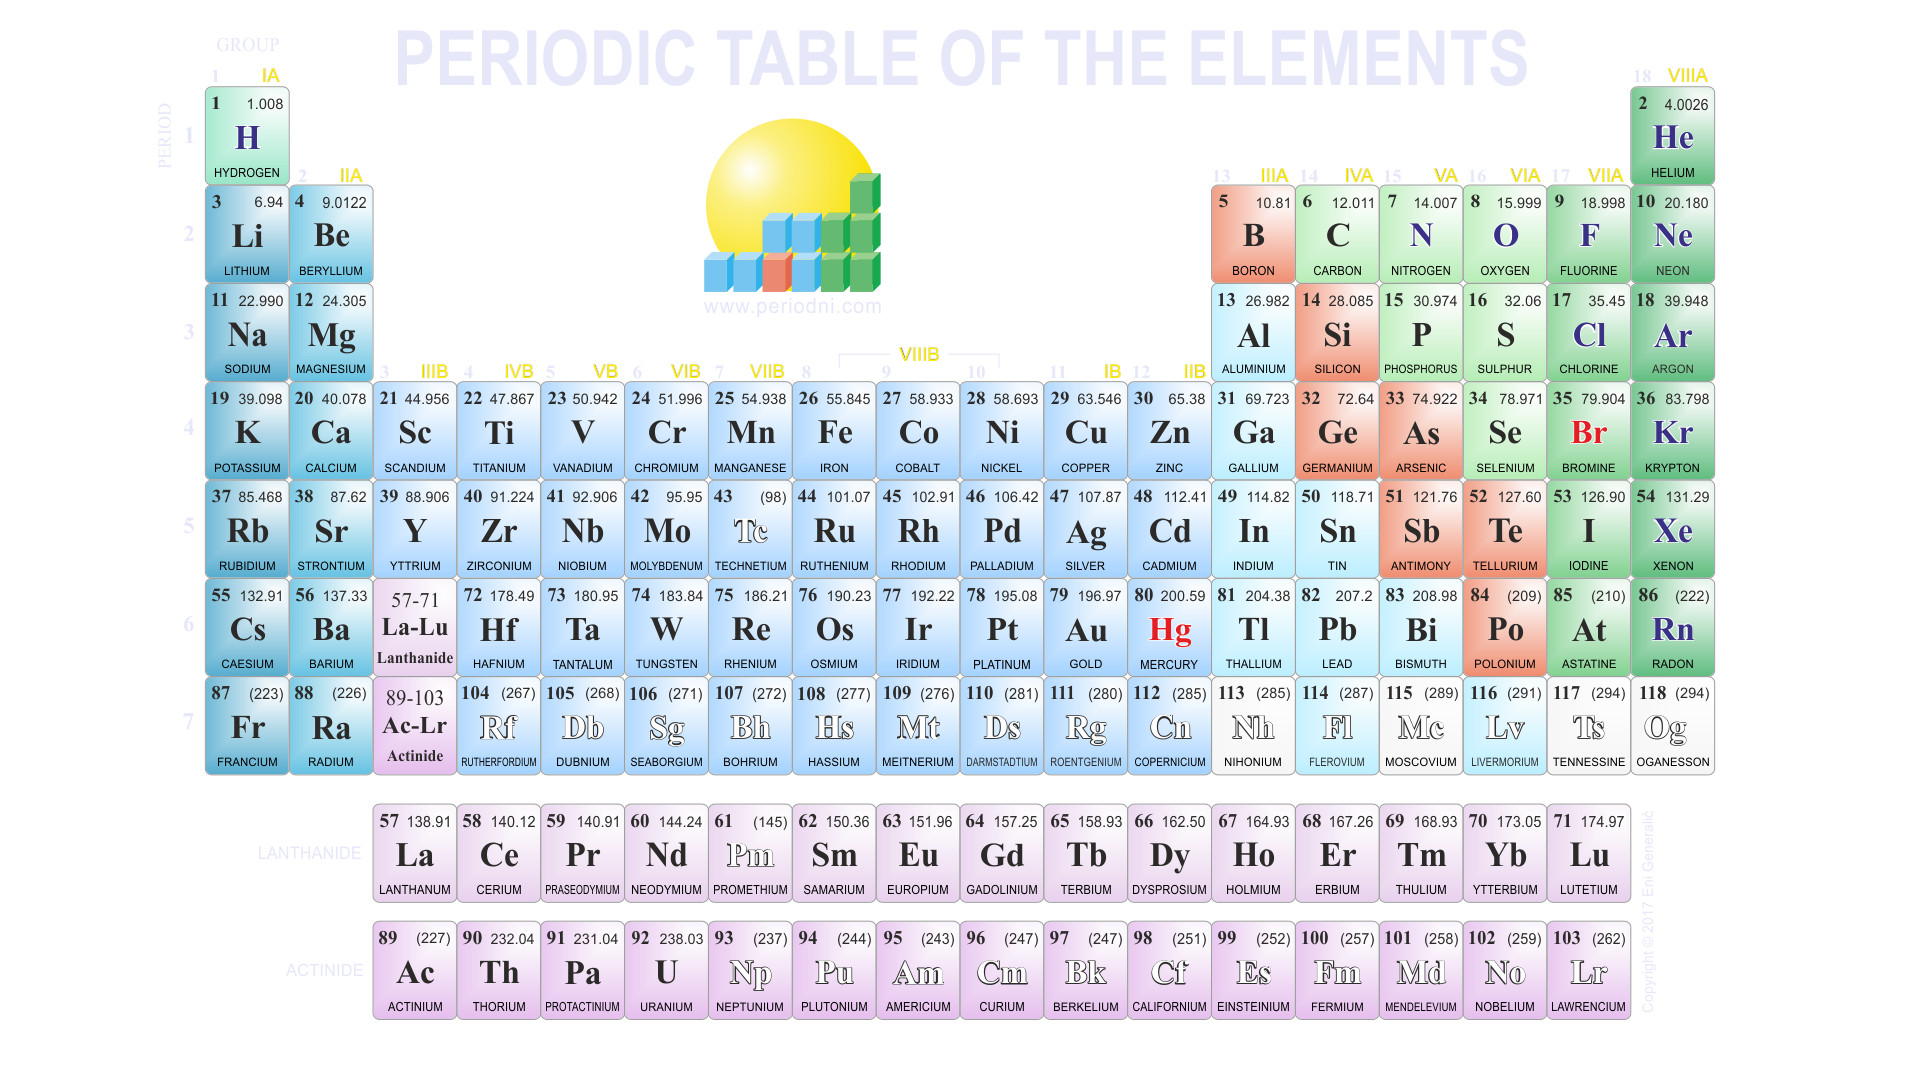 PERIODIC TABLE OF THE ELEMENTS
GROUP
1 IA
18 VIIIA
PERIOD
1
1 1.008
H
HYDROGEN
2 4.0026
He
HELIUM
2 IIA
13 IIIA 14 IVA 15 VA 16 VIA 17 VIIA
2
3 6.94 4 9.0122 5 10.81 6 12.011 7 14.007 8 15.999 9 18.998 10 20.180
Li Be B C N O F Ne
LITHIUM BERYLLIUM BORON CARBON NITROGEN OXYGEN FLUORINE NEON
www.periodni.com
3
11 22.990 12 24.305 13 26.982 14 28.085 15 30.974 16 32.06 17 35.45 18 39.948
Na Mg Al Si P S Cl Ar
SODIUM MAGNESIUM ALUMINIUM SILICON PHOSPHORUS SULPHUR CHLORINE ARGON
VIIIB
3 IIIB 4 IVB 5 VB 6 VIB 7 VIIB 8 9 10 11 IB 12 IIB
4
19 39.098 20 40.078 21 44.956 22 47.867 23 50.942 24 51.996 25 54.938 26 55.845 27 58.933 28 58.693 29 63.546 30 65.38 31 69.723 32 72.64 33 74.922 34 78.971 35 79.904 36 83.798
K Ca Sc Ti V Cr Mn Fe Co Ni Cu Zn Ga Ge As Se Br Kr
POTASSIUM CALCIUM SCANDIUM TITANIUM VANADIUM CHROMIUM MANGANESE IRON COBALT NICKEL COPPER ZINC GALLIUM GERMANIUM ARSENIC SELENIUM BROMINE KRYPTON
5
37 85.468 38 87.62 39 88.906 40 91.224 41 92.906 42 95.95 43 (98) 44 101.07 45 102.91 46 106.42 47 107.87 48 112.41 49 114.82 50 118.71 51 121.76 52 127.60 53 126.90 54 131.29
Rb Sr Y Zr Nb Mo Tc Ru Rh Pd Ag Cd In Sn Sb Te I Xe
RUBIDIUM STRONTIUM YTTRIUM ZIRCONIUM NIOBIUM MOLYBDENUM TECHNETIUM RUTHENIUM RHODIUM PALLADIUM SILVER CADMIUM INDIUM TIN ANTIMONY TELLURIUM IODINE XENON
6
55 132.91 56 137.33 57-71 72 178.49 73 180.95 74 183.84 75 186.21 76 190.23 77 192.22 78 195.08 79 196.97 80 200.59 81 204.38 82 207.2 83 208.98 84 (209) 85 (210) 86 (222)
Cs Ba La-Lu Hf Ta W Re Os Ir Pt Au Hg Tl Pb Bi Po At Rn
CAESIUM BARIUM Lanthanide HAFNIUM TANTALUM TUNGSTEN RHENIUM OSMIUM IRIDIUM PLATINUM GOLD MERCURY THALLIUM LEAD BISMUTH POLONIUM ASTATINE RADON
7
87 (223) 88 (226) 89-103 104 (267) 105 (268) 106 (271) 107 (272) 108 (277) 109 (276) 110 (281) 111 (280) 112 (285) 113 (285) 114 (287) 115 (289) 116 (291) 117 (294) 118 (294)
Fr Ra Ac-Lr Rf Db Sg Bh Hs Mt Ds Rg Cn Nh Fl Mc Lv Ts Og
FRANCIUM RADIUM Actinide RUTHERFORDIUM DUBNIUM SEABORGIUM BOHRIUM HASSIUM MEITNERIUM DARMSTADTIUM ROENTGENIUM COPERNICIUM NIHONIUM FLEROVIUM MOSCOVIUM LIVERMORIUM TENNESSINE OGANESSON
LANTHANIDE
57 138.91 58 140.12 59 140.91 60 144.24 61 (145) 62 150.36 63 151.96 64 157.25 65 158.93 66 162.50 67 164.93 68 167.26 69 168.93 70 173.05 71 174.97
La Ce Pr Nd Pm Sm Eu Gd Tb Dy Ho Er Tm Yb Lu
LANTHANUM CERIUM PRASEODYMIUM NEODYMIUM PROMETHIUM SAMARIUM EUROPIUM GADOLINIUM TERBIUM DYSPROSIUM HOLMIUM ERBIUM THULIUM YTTERBIUM LUTETIUM
ACTINIDE
89 (227) 90 232.04 91 231.04 92 238.03 93 (237) 94 (244) 95 (243) 96 (247) 97 (247) 98 (251) 99 (252) 100 (257) 101 (258) 102 (259) 103 (262)
Ac Th Pa U Np Pu Am Cm Bk Cf Es Fm Md No Lr
ACTINIUM THORIUM PROTACTINIUM URANIUM NEPTUNIUM PLUTONIUM AMERICIUM CURIUM BERKELIUM CALIFORNIUM EINSTEINIUM FERMIUM MENDELEVIUM NOBELIUM LAWRENCIUM
Copyright © 2017 Eni Generalić